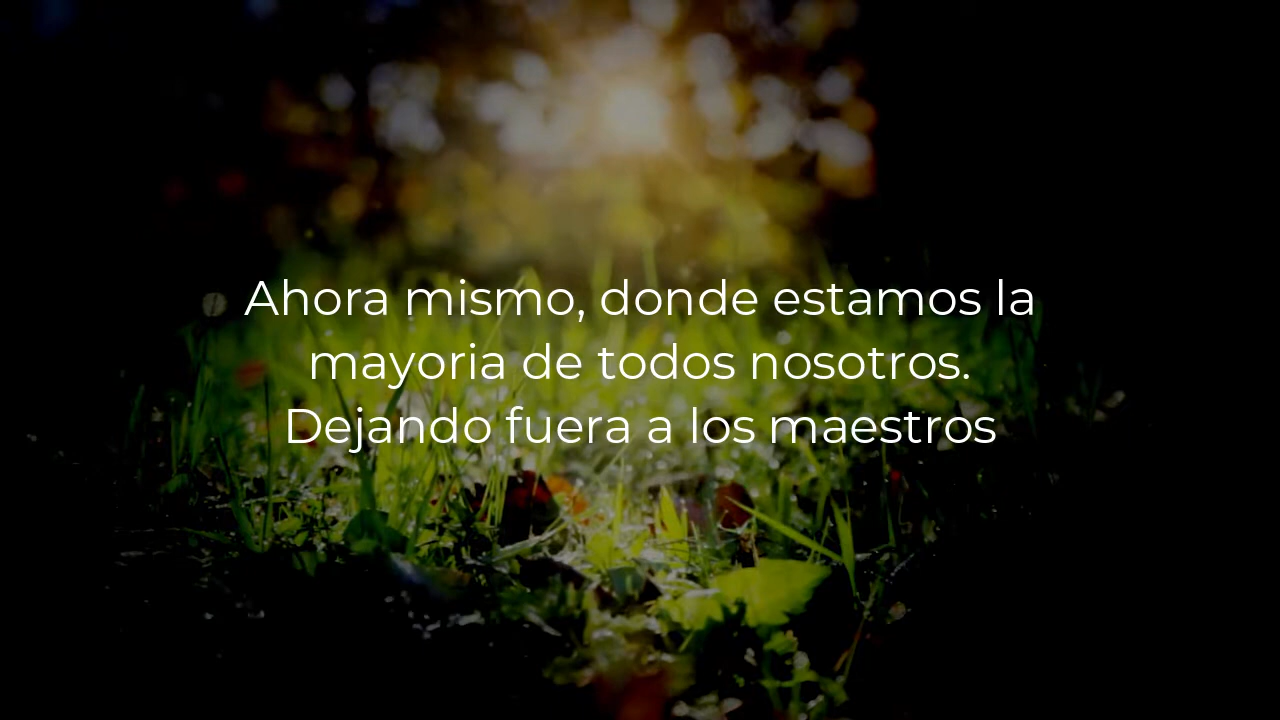 Ahora mismo, donde estamos la
mayoria de todos nosotros.
Dejando fuera a los maestros